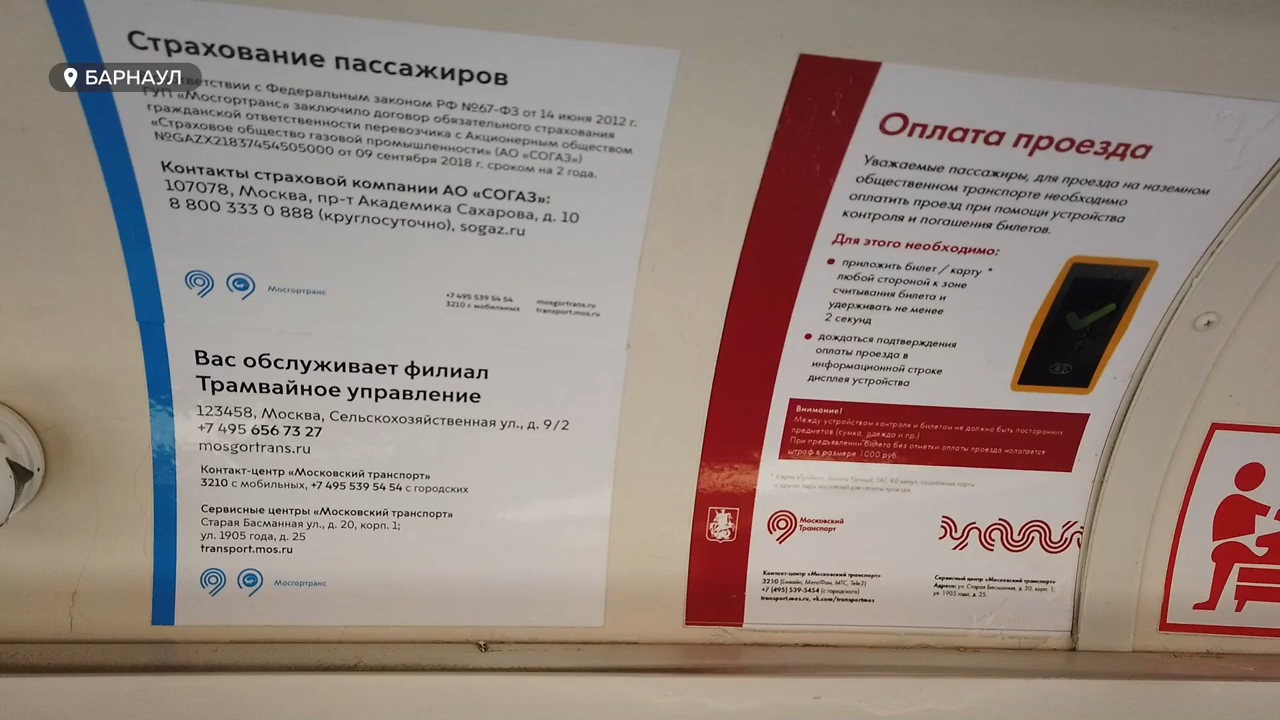 БАРНАУЛ
Страхование пассажиров
ветствии с Федеральным законом РФ №67-ФЗ от 14 июня 2012 г.
ГУП «Мосгортранс» заключило договор обязательного страхования
гражданской ответственности перевозчика с Акционерным обществом
«Страховое общество газовой промышленности» (АО «СОГАЗ»)
№GAZX21837454505000 от 09 сентября 2018 г. сроком на 2 года.
Контакты страховой компании АО «СОГАЗ»:
107078, Москва, пр-т Академика Сахарова, д. 10
8 800 333 0 888 (круглосуточно), sogaz.ru
Мосгортранс
+7 495 539 54 54
3210 с мобильных
mosgortrans.ru
transport.mos.ru
Вас обслуживает филиал
Трамвайное управление
123458, Москва, Сельскохозяйственная ул., д. 9/2
+7 495 656 73 27
mosgortrans.ru
Контакт-центр «Московский транспорт»
3210 с мобильных, +7 495 539 54 54 с городских
Сервисные центры «Московский транспорт»
Старая Басманная ул., д. 20, корп. 1;
ул. 1905 года, д. 25
transport.mos.ru
Мосгортранс
Оплата проезда
Уважаемые пассажиры, для проезда на наземном
общественном транспорте необходимо
оплатить проезд при помощи устройства
контроля и погашения билетов.
Для этого необходимо:
приложить билет / карту *
любой стороной к зоне
считывания билета и
удерживать не менее
2 секунд
дождаться подтверждения
оплаты проезда в
информационной строке
дисплея устройства
Внимание!
Между устройством контроля и билетом не должно быть посторонних
предметов (сумка, одежда и пр.)
При предъявлении билета без отметки оплаты проезда налагается
штраф в размере 1000 руб.
* Карта «Тройка», билеты Единый, ТАТ, 90 минут, социальные карты
Московский
Транспорт
Контакт-центр «Московский транспорт»
3210 (Билайн, МегаФон, МТС, Tele2)
+7 (495) 539-5454 (с городского)
transport.mos.ru, vk.com/transportmos
Сервисный центр «Московский транспорт»
Адреса: ул. Старая Басманная, д. 20, корп. 1,
ул. 1905 года, д. 25.